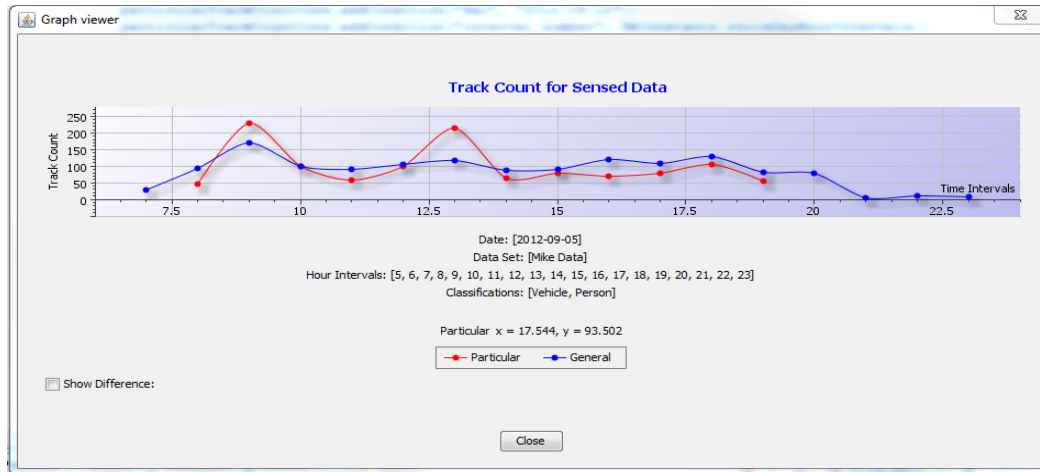 Graph viewer
Track Count for Sensed Data
250
200
150
100
50
0
Track Count
Time Intervals
7.5 10 12.5 15 17.5 20 22.5
Date: [2012-09-05]
Data Set: [Mike Data]
Hour Intervals: [5, 6, 7, 8, 9, 10, 11, 12, 13, 14, 15, 16, 17, 18, 19, 20, 21, 22, 23]
Classifications: [Vehicle, Person]
Particular x = 17.544, y = 93.502
Particular General
Show Difference:
Close